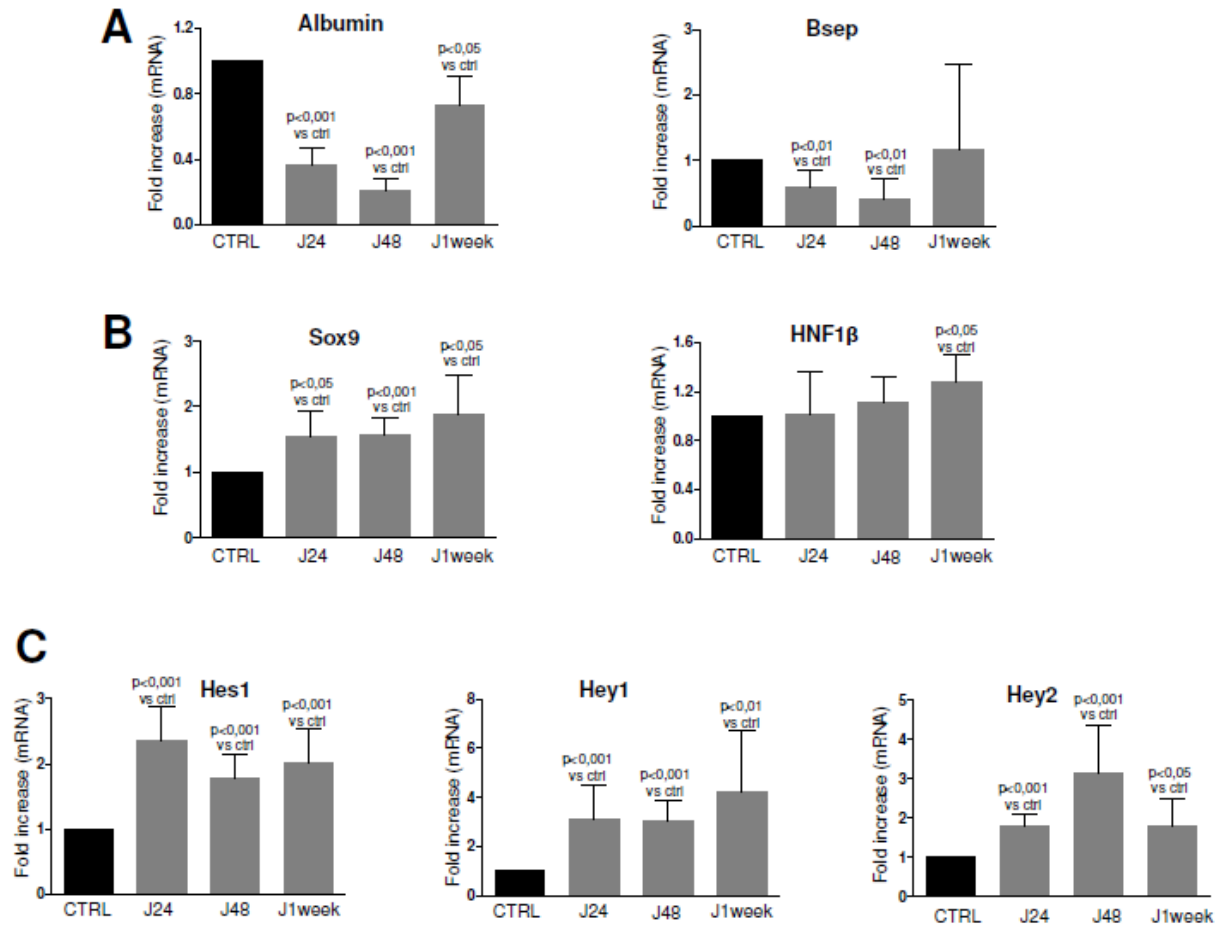 A
Albumin
Fold increase (mRNA)
1.2
0.8
0.4
0.0
p<0,001
vs ctrl
p<0,001
vs ctrl
p<0,05
vs ctrl
CTRL J24 J48 J1week
Bsep
Fold increase (mRNA)
3
2
1
0
p<0,01
vs ctrl
p<0,01
vs ctrl
CTRL J24 J48 J1week
B
Sox9
Fold increase (mRNA)
3
2
1
0
p<0,05
vs ctrl
p<0,001
vs ctrl
p<0,05
vs ctrl
CTRL J24 J48 J1week
HNF1β
Fold increase (mRNA)
1.6
1.2
0.8
0.4
0.0
p<0,05
vs ctrl
CTRL J24 J48 J1week
C
Hes1
Fold increase (mRNA)
3
2
1
0
p<0,001
vs ctrl
p<0,001
vs ctrl
p<0,001
vs ctrl
CTRL J24 J48 J1week
Hey1
Fold increase (mRNA)
8
6
4
2
0
p<0,001
vs ctrl
p<0,001
vs ctrl
p<0,01
vs ctrl
CTRL J24 J48 J1week
Hey2
Fold increase (mRNA)
5
4
3
2
1
0
p<0,001
vs ctrl
p<0,001
vs ctrl
p<0,05
vs ctrl
CTRL J24 J48 J1week